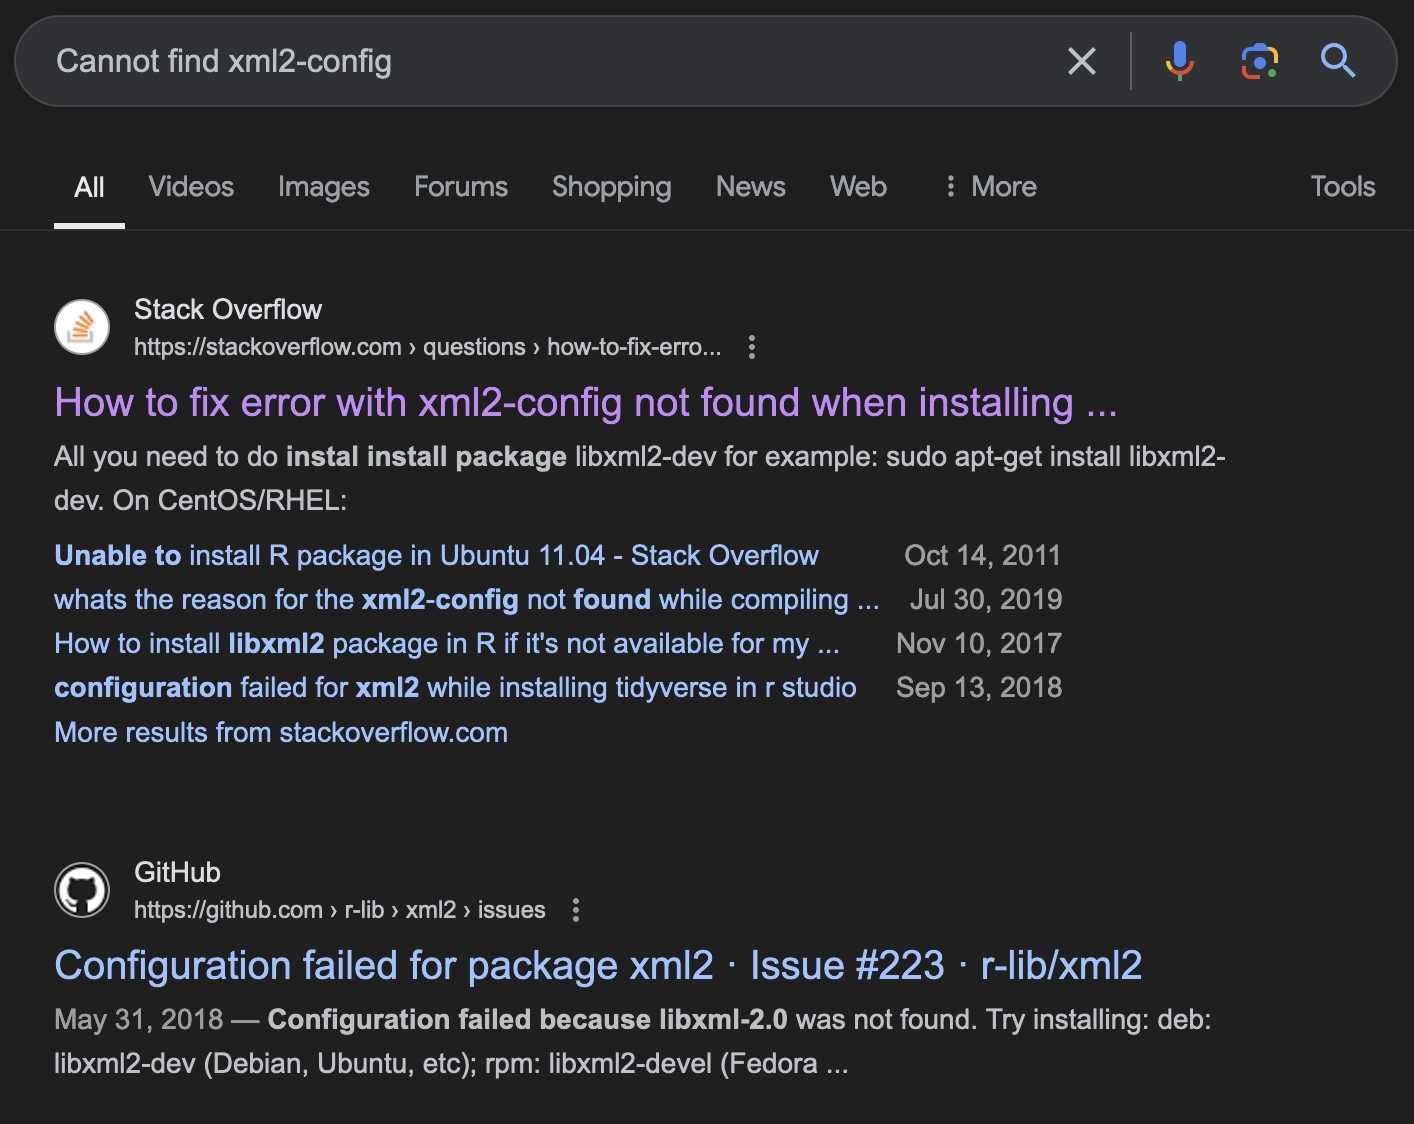 Cannot find xml2-config
All Videos Images Forums Shopping News Web More Tools
Stack Overflow
https://stackoverflow.com › questions › how-to-fix-erro...
How to fix error with xml2-config not found when installing ...
All you need to do instal install package libxml2-dev for example: sudo apt-get install libxml2-
dev. On CentOS/RHEL:
Unable to install R package in Ubuntu 11.04 - Stack Overflow Oct 14, 2011
whats the reason for the xml2-config not found while compiling ... Jul 30, 2019
How to install libxml2 package in R if it's not available for my ... Nov 10, 2017
configuration failed for xml2 while installing tidyverse in r studio Sep 13, 2018
More results from stackoverflow.com
GitHub
https://github.com › r-lib › xml2 › issues
Configuration failed for package xml2 · Issue #223 · r-lib/xml2
May 31, 2018 — Configuration failed because libxml-2.0 was not found. Try installing: deb:
libxml2-dev (Debian, Ubuntu, etc); rpm: libxml2-devel (Fedora ...